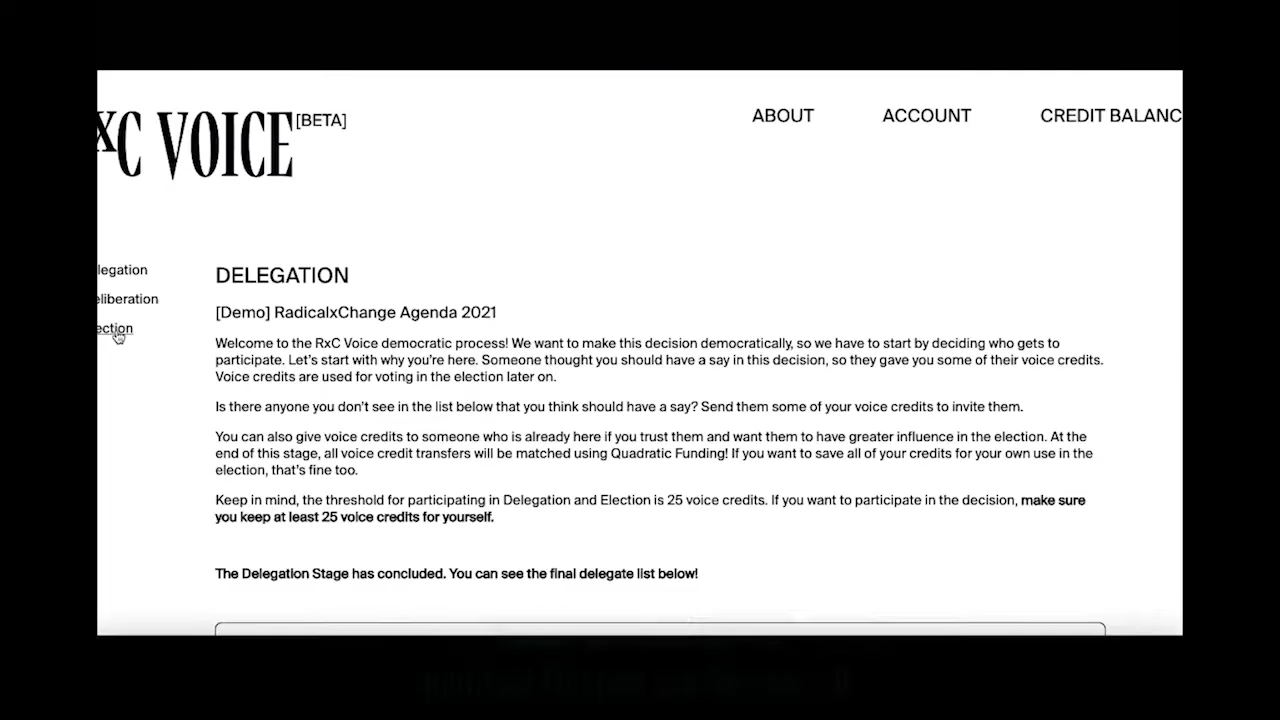 xC VOICE [BETA]
ABOUT ACCOUNT CREDIT BALANC
legation
eliberation
ection
DELEGATION
[Demo] RadicalxChange Agenda 2021
Welcome to the RxC Voice democratic process! We want to make this decision democratically, so we have to start by deciding who gets to
participate. Let’s start with why you’re here. Someone thought you should have a say in this decision, so they gave you some of their voice credits.
Voice credits are used for voting in the election later on.
Is there anyone you don’t see in the list below that you think should have a say? Send them some of your voice credits to invite them.
You can also give voice credits to someone who is already here if you trust them and want them to have greater influence in the election. At the
end of this stage, all voice credit transfers will be matched using Quadratic Funding! If you want to save all of your credits for your own use in the
election, that’s fine too.
Keep in mind, the threshold for participating in Delegation and Election is 25 voice credits. If you want to participate in the decision, make sure
you keep at least 25 voice credits for yourself.
The Delegation Stage has concluded. You can see the final delegate list below!